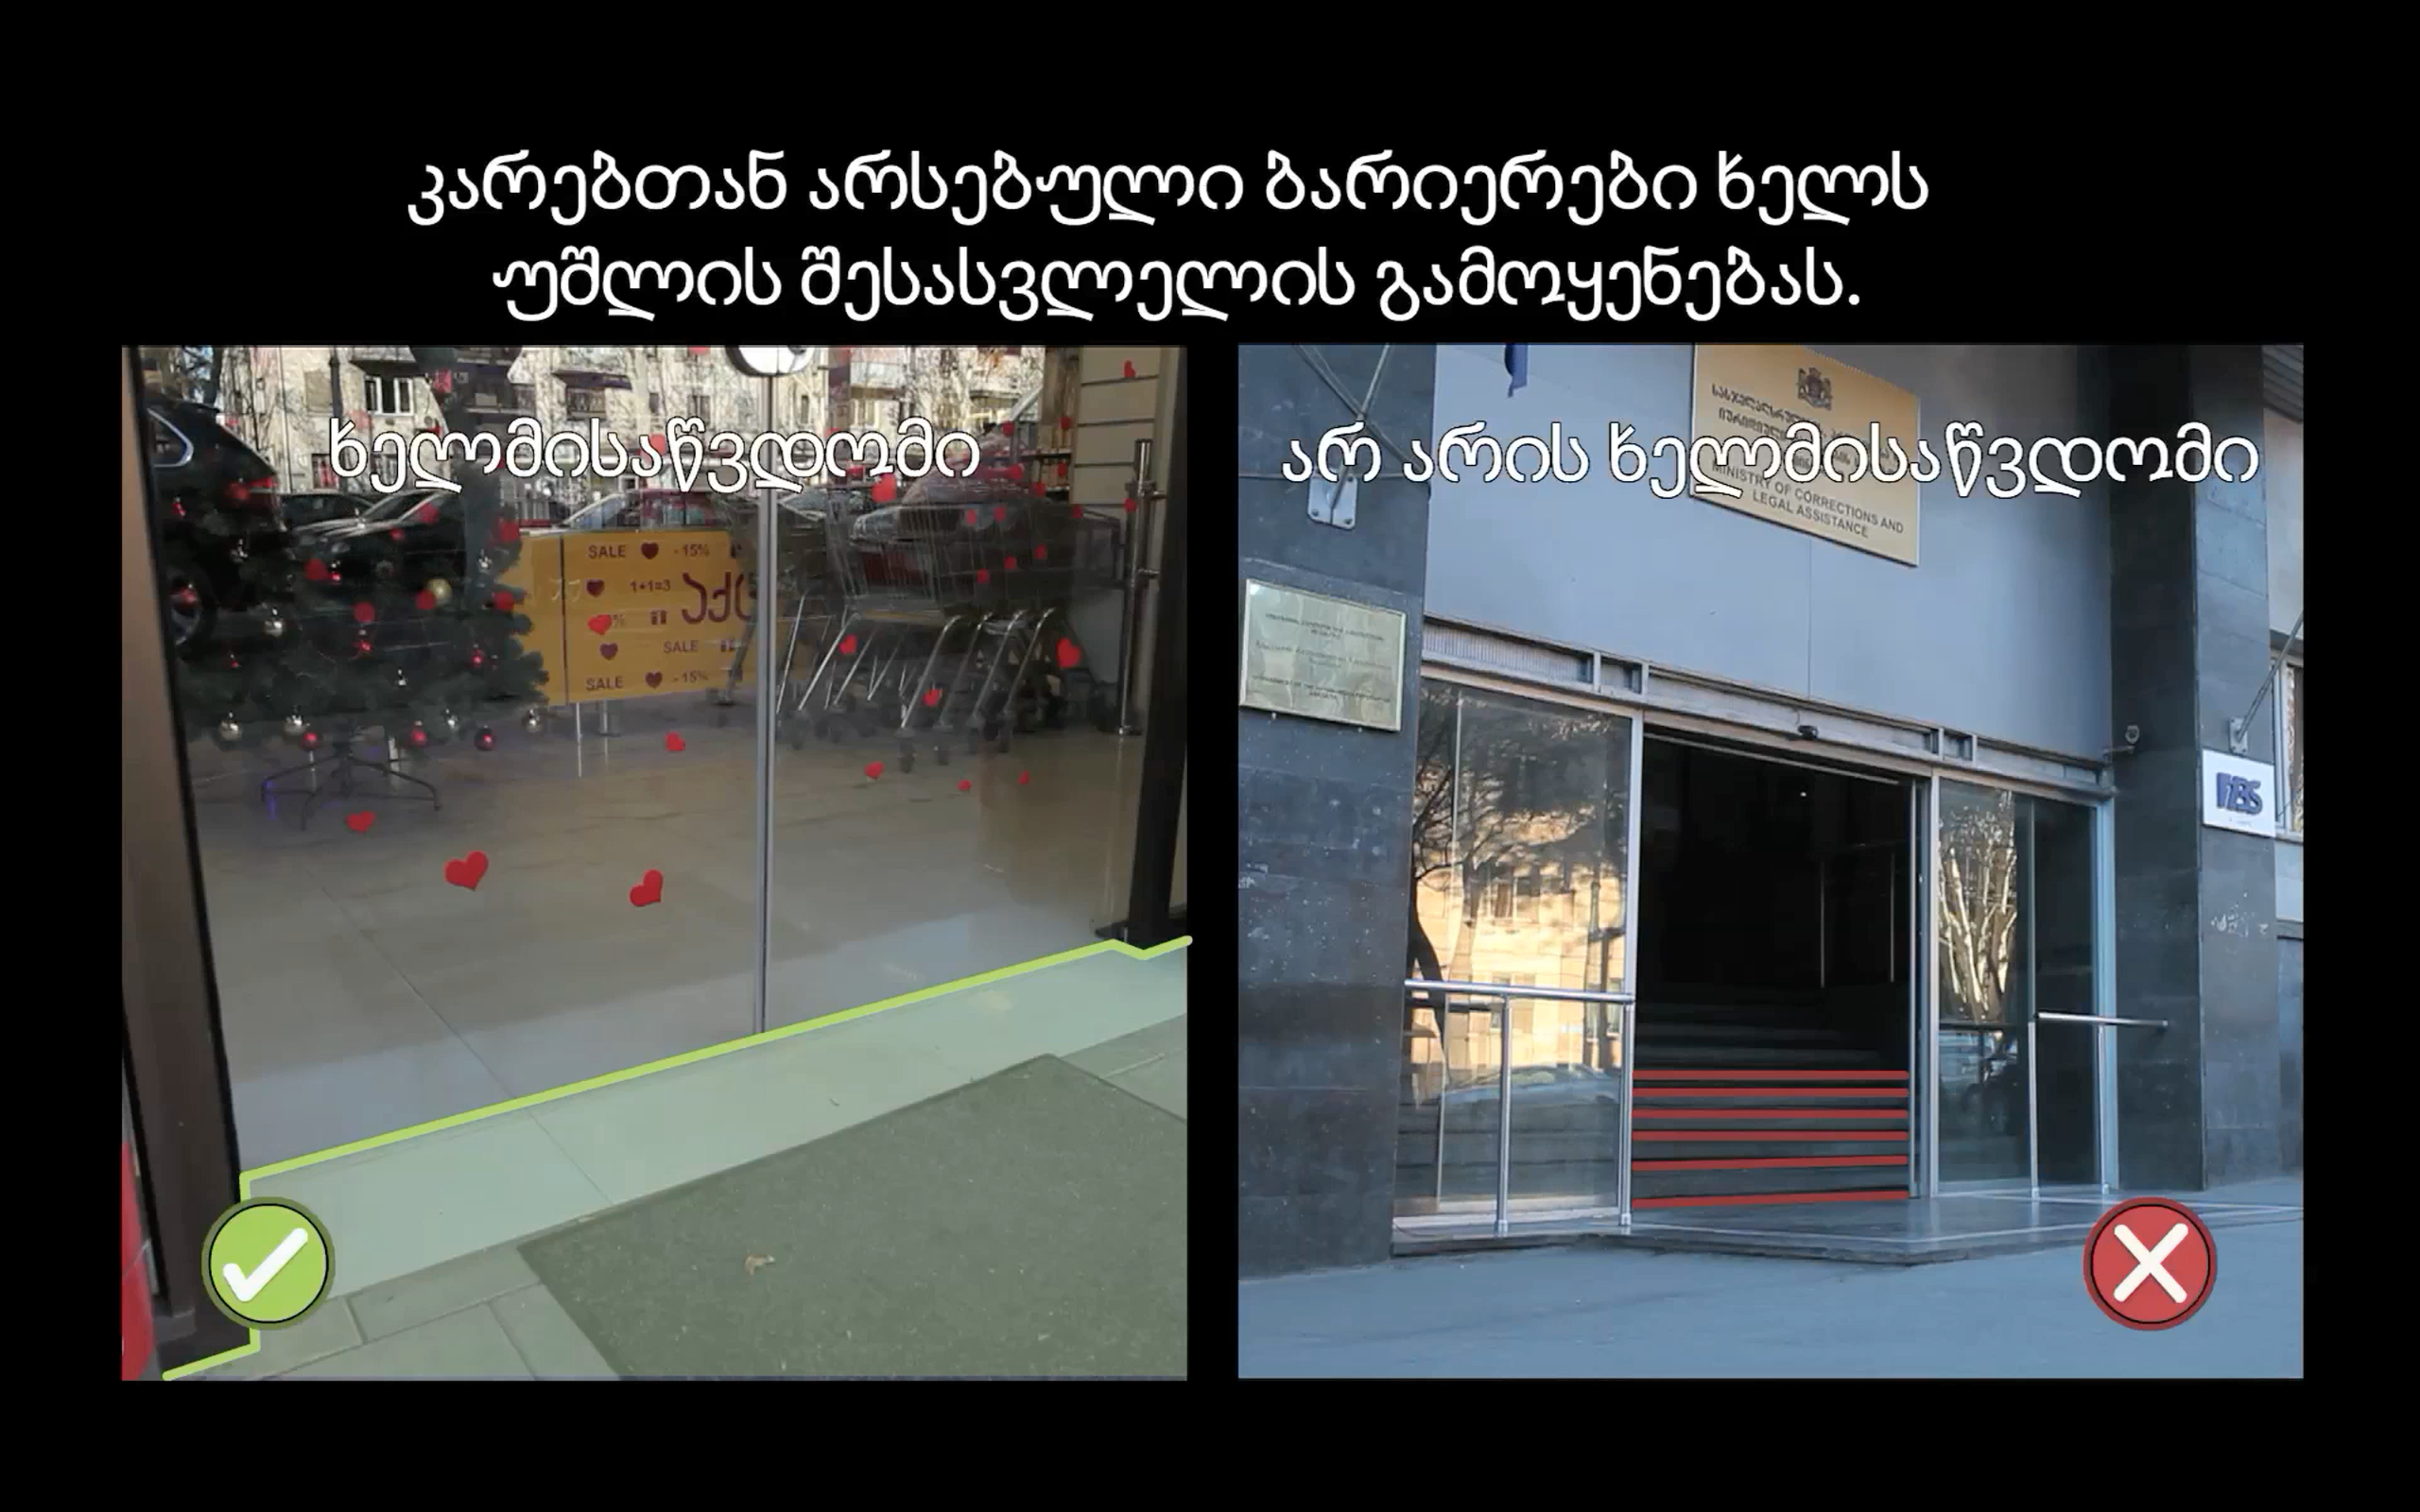 კარებთან არსებული ბარიერები ხელს
უშლის შესასვლელის გამოყენებას.
ხელმისაწვდომი
SALE -15%
1+1=3
SALE
SALE -15%
არ არის ხელმისაწვდომი
MINISTRY OF CORRECTIONS AND
LEGAL ASSISTANCE